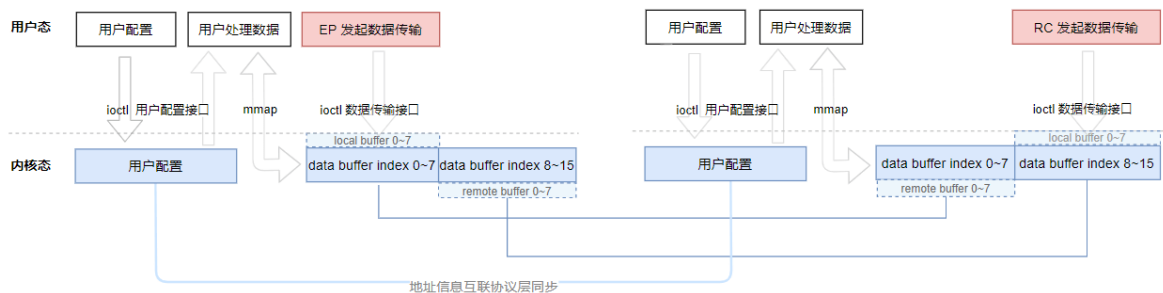 用户态
用户配置
用户处理数据
EP 发起数据传输
用户配置
用户处理数据
RC 发起数据传输
ioctl 用户配置接口
mmap
ioctl 数据传输接口
ioctl 用户配置接口
mmap
ioctl 数据传输接口
内核态
local buffer 0~7
local buffer 0~7
用户配置
data buffer index 0~7
data buffer index 8~15
用户配置
data buffer index 0~7
data buffer index 8~15
remote buffer 0~7
remote buffer 0~7
地址信息互联协议层同步